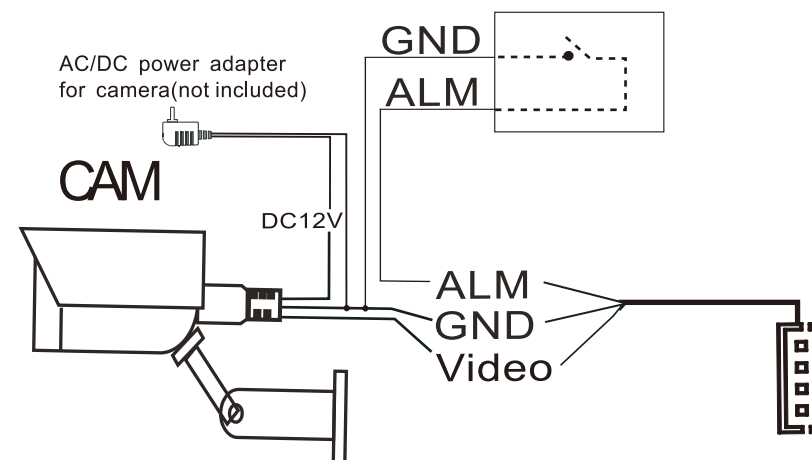 GND
AC/DC power adapter
for camera(not included)
ALM
CAM
DC12V
ALM
GND
Video